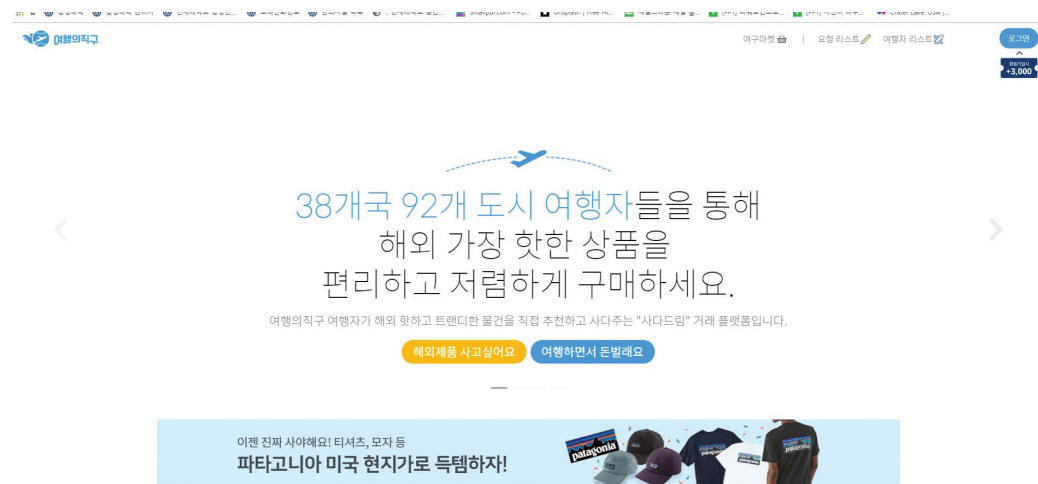 여행의직구
여구마켓 | 요청 리스트 여행자 리스트 로그인
회원가입시
+3,000
38개국 92개 도시 여행자들을 통해
해외 가장 핫한 상품을
편리하고 저렴하게 구매하세요.
여행의직구 여행자가 해외 핫하고 트랜디한 물건을 직접 추천하고 사다주는 "사다드림" 거래 플랫폼입니다.
해외제품 사고싶어요 여행하면서 돈벌래요
이젠 진짜 사야해요! 티셔츠, 모자 등
파타고니아 미국 현지가로 득템하자!
patagonia
patagonia